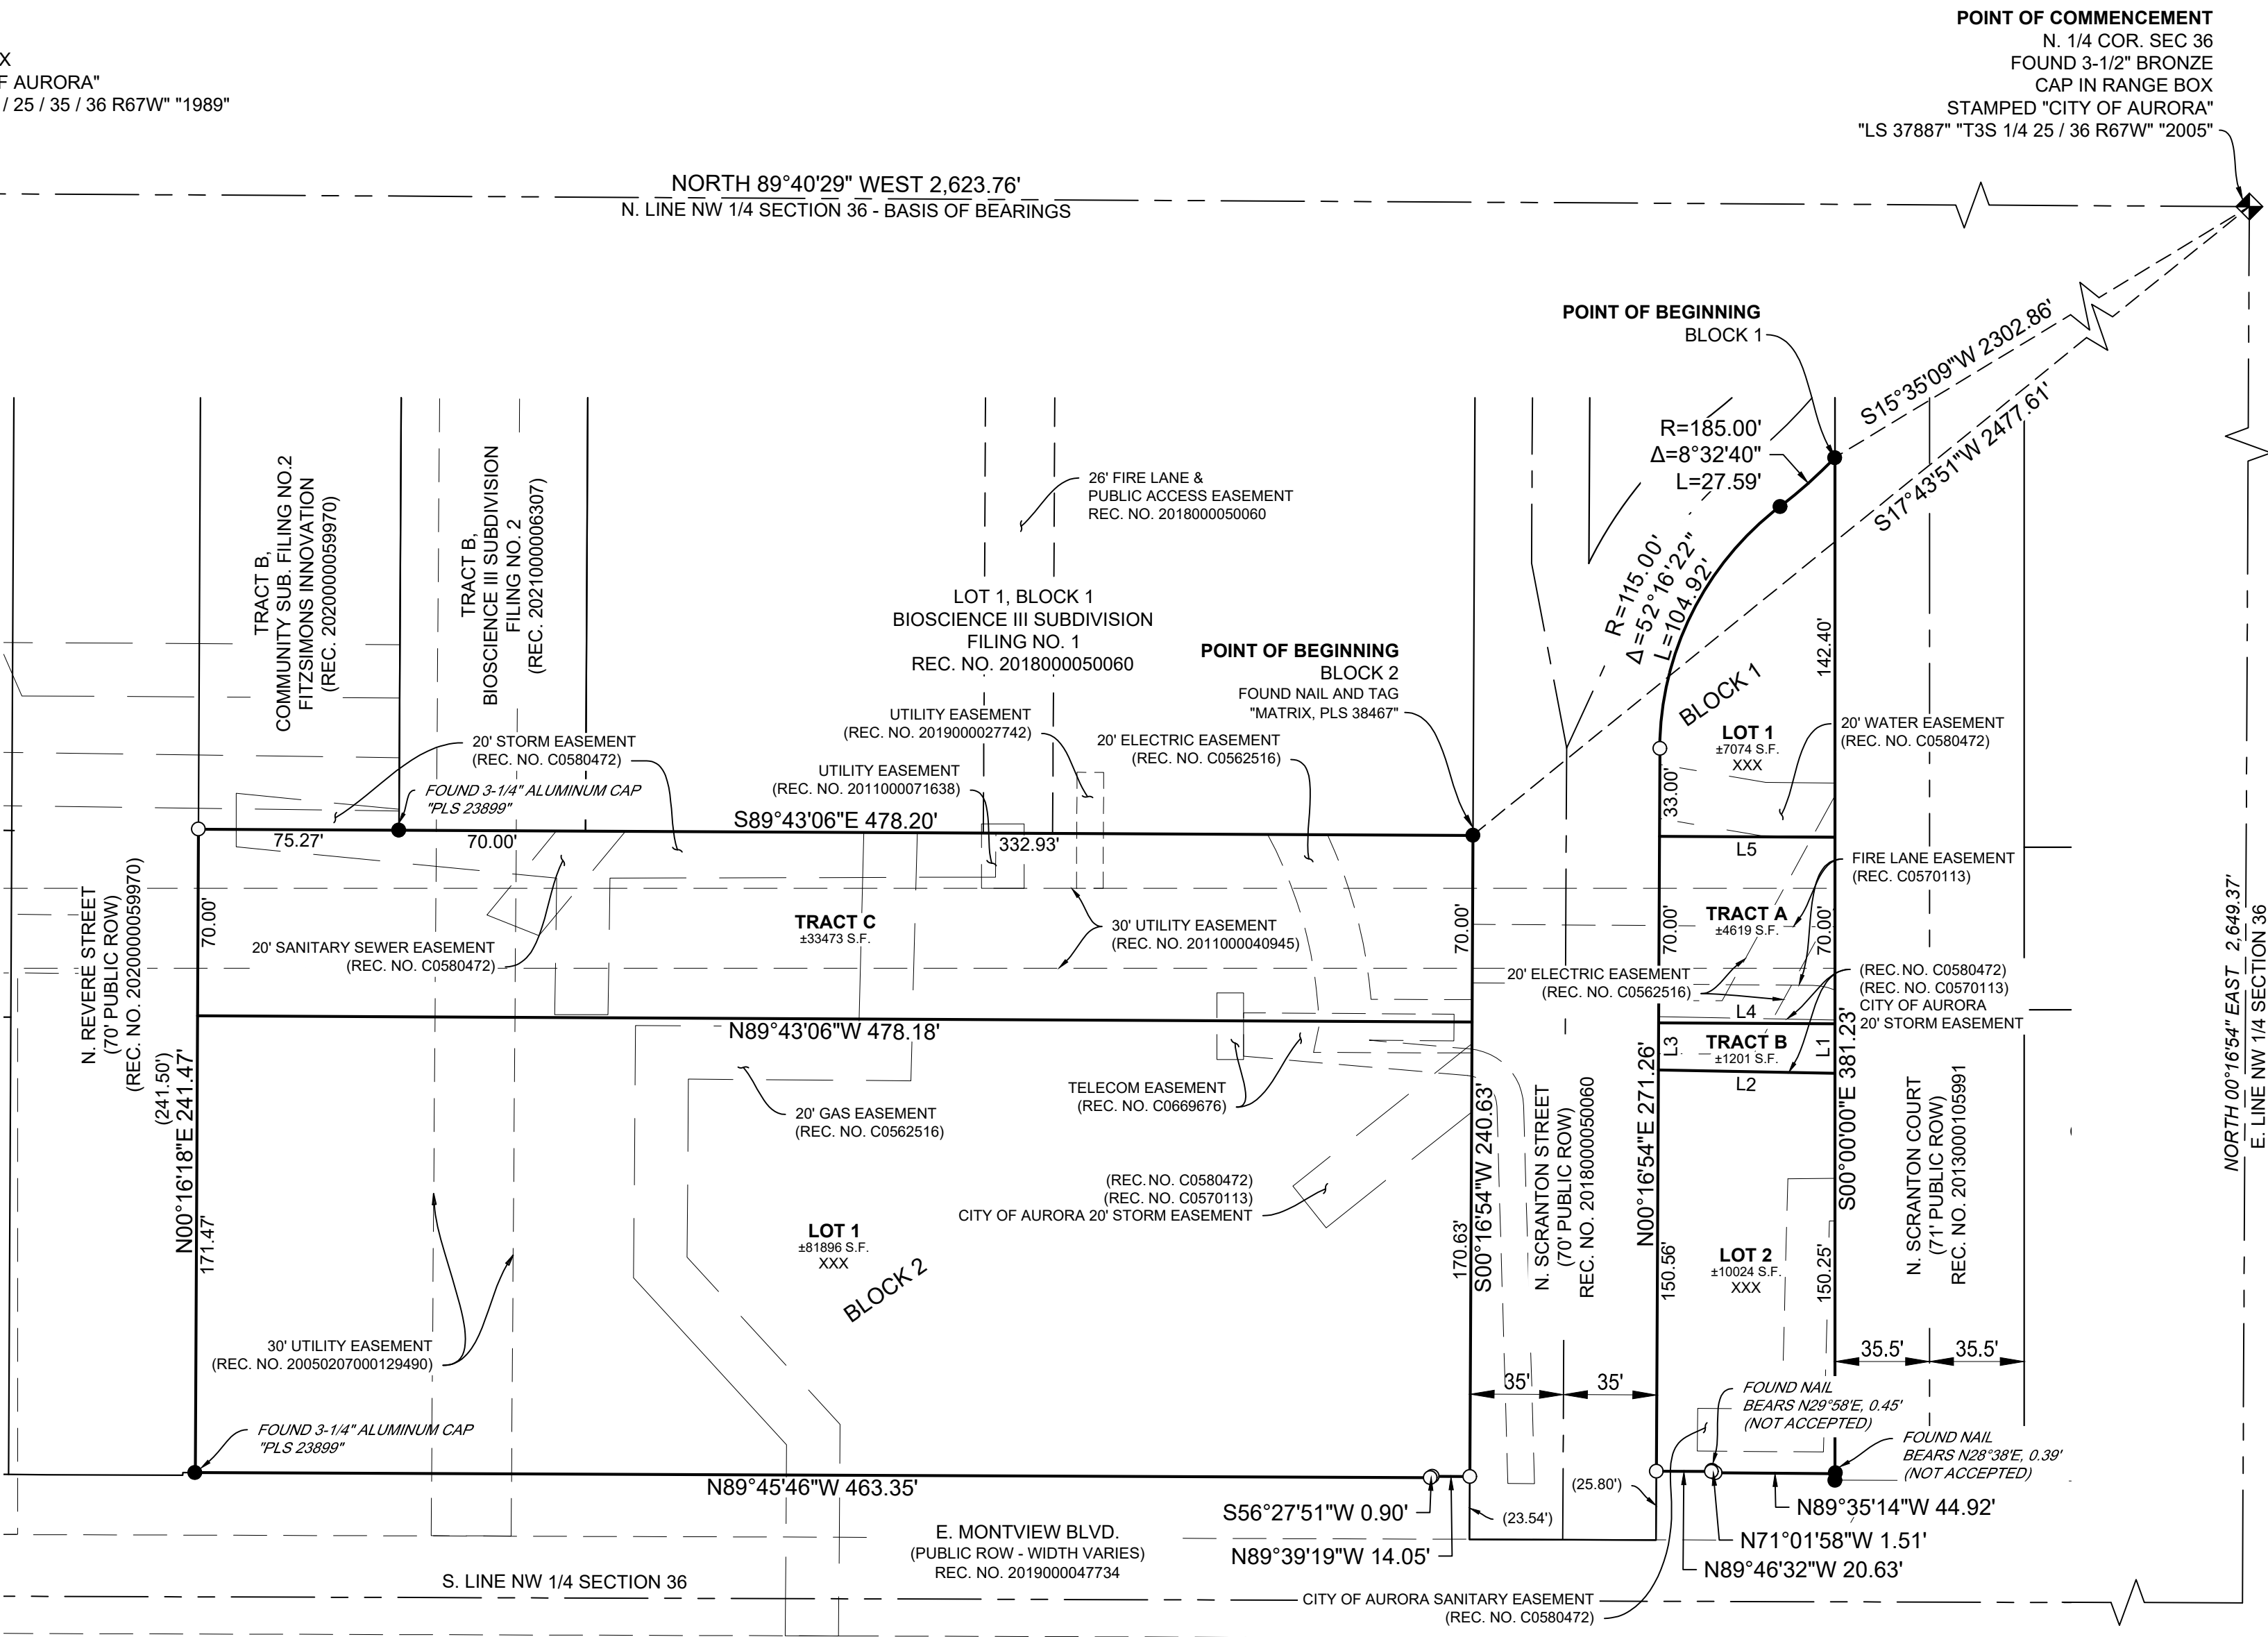 X
F AURORA"
/ 25 / 35 / 36 R67W" "1989"
POINT OF COMMENCEMENT
N. 1/4 COR. SEC 36
FOUND 3-1/2" BRONZE
CAP IN RANGE BOX
STAMPED "CITY OF AURORA"
"LS 37887" "T3S 1/4 25 / 36 R67W" "2005"
NORTH 89°40'29" WEST 2,623.76'
N. LINE NW 1/4 SECTION 36 - BASIS OF BEARINGS
POINT OF BEGINNING
BLOCK 1
S15°35'09"W 2302.86'
S17°43'51"W 2477.61'
R=185.00'
Δ=8°32'40"
L=27.59'
R=115.00'
Δ=52°16'22"
L=104.92'
TRACT B,
COMMUNITY SUB. FILING NO.2
FITZSIMONS INNOVATION
(REC. 2020000059970)
TRACT B,
BIOSCIENCE III SUBDIVISION
FILING NO. 2
(REC. 2021000006307)
26' FIRE LANE &
PUBLIC ACCESS EASEMENT
REC. NO. 2018000050060
LOT 1, BLOCK 1
BIOSCIENCE III SUBDIVISION
FILING NO. 1
REC. NO. 2018000050060
POINT OF BEGINNING
BLOCK 2
FOUND NAIL AND TAG
"MATRIX, PLS 38467"
142.40'
BLOCK 1
LOT 1
±7074 S.F.
XXX
20' WATER EASEMENT
(REC. NO. C0580472)
UTILITY EASEMENT
(REC. NO. 2019000027742)
20' STORM EASEMENT
(REC. NO. C0580472)
20' ELECTRIC EASEMENT
(REC. NO. C0562516)
UTILITY EASEMENT
(REC. NO. 2011000071638)
FOUND 3-1/4" ALUMINUM CAP
"PLS 23899"
33.00'
S89°43'06"E 478.20'
75.27'
70.00'
332.93'
L5
FIRE LANE EASEMENT
(REC. NO. C0570113)
N. REVERE STREET
(70' PUBLIC ROW)
(REC. NO. 2020000059970)
70.00'
TRACT C
±33473 S.F.
30' UTILITY EASEMENT
(REC. NO. 2011000040945)
20' SANITARY SEWER EASEMENT
(REC. NO. C0580472)
70.00'
70.00'
TRACT A
±4619 S.F.
70.00'
20' ELECTRIC EASEMENT
(REC. NO. C0562516)
(REC. NO. C0580472)
(REC. NO. C0570113)
CITY OF AURORA
20' STORM EASEMENT
L4
N89°43'06"W 478.18'
L3
TRACT B
±1201 S.F.
L1
L2
NORTH 00°16'54" EAST 2,649.37'
E. LINE NW 1/4 SECTION 36
(241.50')
N00°16'18"E 241.47'
171.47'
20' GAS EASEMENT
(REC. NO. C0562516)
TELECOM EASEMENT
(REC. NO. C0669676)
(REC. NO. C0580472)
(REC. NO. C0570113)
CITY OF AURORA 20' STORM EASEMENT
170.63'
S00°16'54"W 240.63'
N. SCRANTON STREET
(70' PUBLIC ROW)
REC. NO. 2018000050060
N00°16'54"E 271.26'
150.56'
LOT 2
±10024 S.F.
XXX
150.25'
S00°00'00"E 381.23'
N. SCRANTON COURT
(71' PUBLIC ROW)
REC. NO. 2013000105991
LOT 1
±81896 S.F.
XXX
BLOCK 2
30' UTILITY EASEMENT
(REC. NO. 20050207000129490)
35.5'
35.5'
35'
35'
FOUND NAIL
BEARS N29°58'E, 0.45'
(NOT ACCEPTED)
FOUND 3-1/4" ALUMINUM CAP
"PLS 23899"
FOUND NAIL
BEARS N28°38'E, 0.39'
(NOT ACCEPTED)
N89°45'46"W 463.35'
S56°27'51"W 0.90'
N89°39'19"W 14.05'
(23.54')
(25.80')
N89°35'14"W 44.92'
N71°01'58"W 1.51'
N89°46'32"W 20.63'
E. MONTVIEW BLVD.
(PUBLIC ROW - WIDTH VARIES)
REC. NO. 2019000047734
S. LINE NW 1/4 SECTION 36
CITY OF AURORA SANITARY EASEMENT
(REC. NO. C0580472)